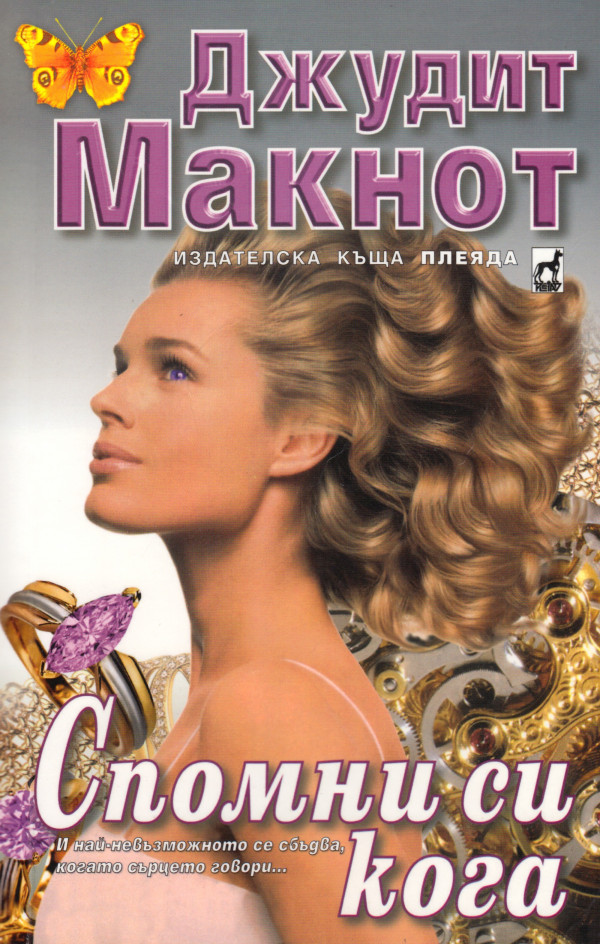 Джудит
Макнот
ИЗДАТЕЛСКА КЪЩА ПЛЕЯДА
Спомни си
кога
И най-невъзможното се сбъдва,
когато сърцето говори...